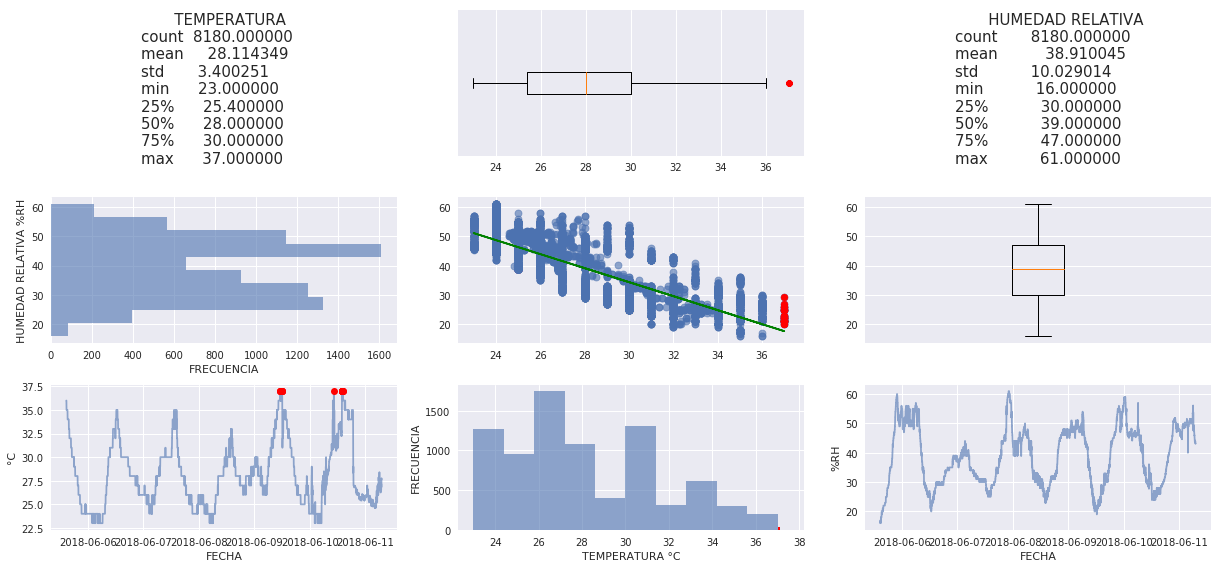 TEMPERATURA
count 8180.000000
mean 28.114349
std 3.400251
min 23.000000
25% 25.400000
50% 28.000000
75% 30.000000
max 37.000000
24 26 28 30 32 34 36
HUMEDAD RELATIVA
count 8180.000000
mean 38.910045
std 10.029014
min 16.000000
25% 30.000000
50% 39.000000
75% 47.000000
max 61.000000
HUMEDAD RELATIVA %RH
60
50
40
30
20
0 200 400 600 800 1000 1200 1400 1600
FRECUENCIA
60
50
40
30
20
24 26 28 30 32 34 36
60
50
40
30
20
°C
37.5
35.0
32.5
30.0
27.5
25.0
22.5
2018-06-06 2018-06-07 2018-06-08 2018-06-09 2018-06-10 2018-06-11
FECHA
FRECUENCIA
1500
1000
500
0
24 26 28 30 32 34 36 38
TEMPERATURA °C
%RH
60
50
40
30
20
2018-06-06 2018-06-07 2018-06-08 2018-06-09 2018-06-10 2018-06-11
FECHA